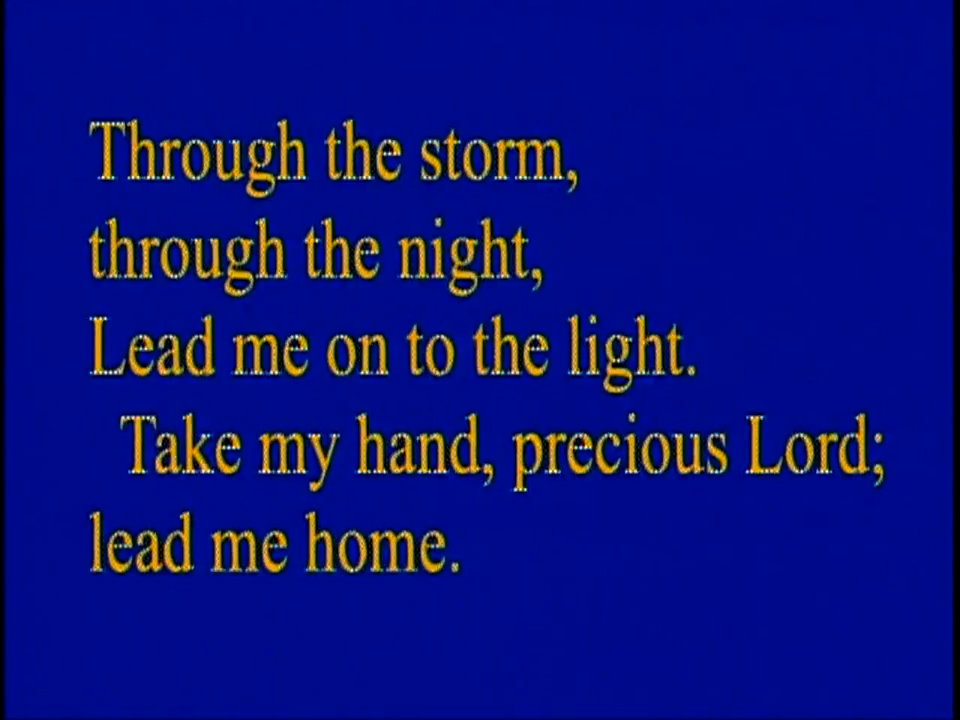 Through the storm,
through the night,
Lead me on to the light.
Take my hand, precious Lord;
lead me home.